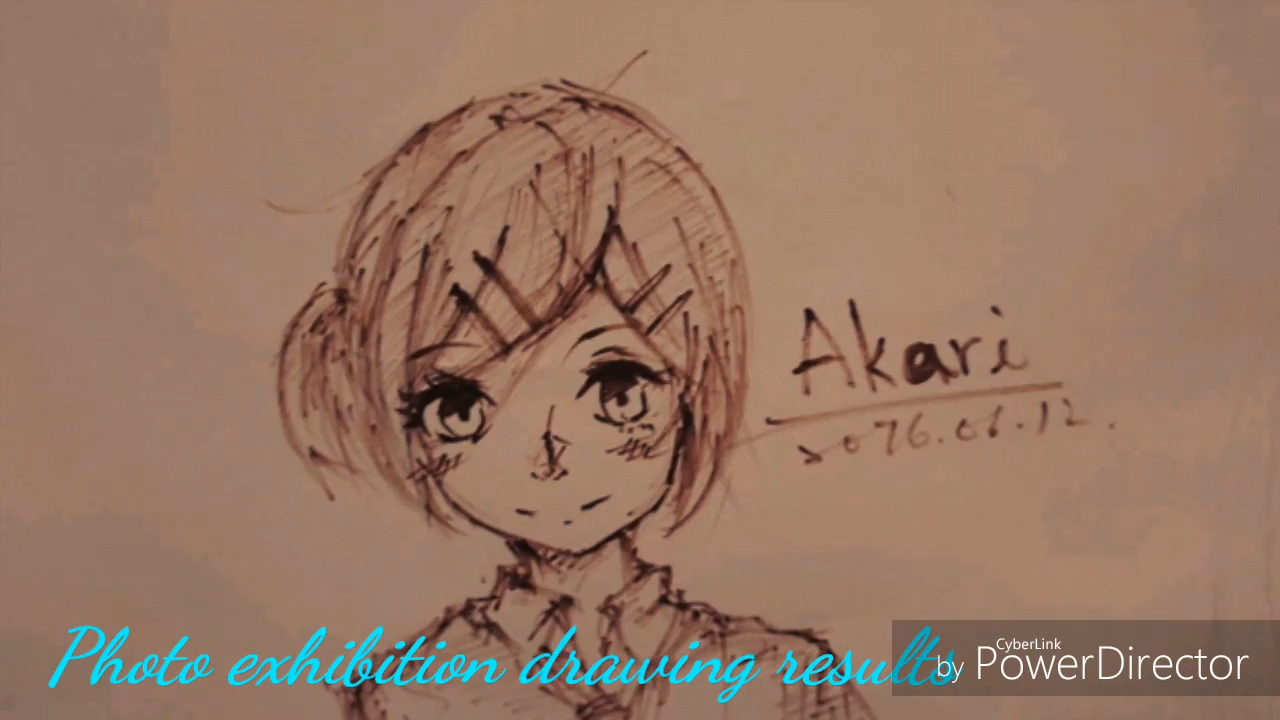 Akari
2076.06.12.
Photo exhibition drawing results
CyberLink
by PowerDirector